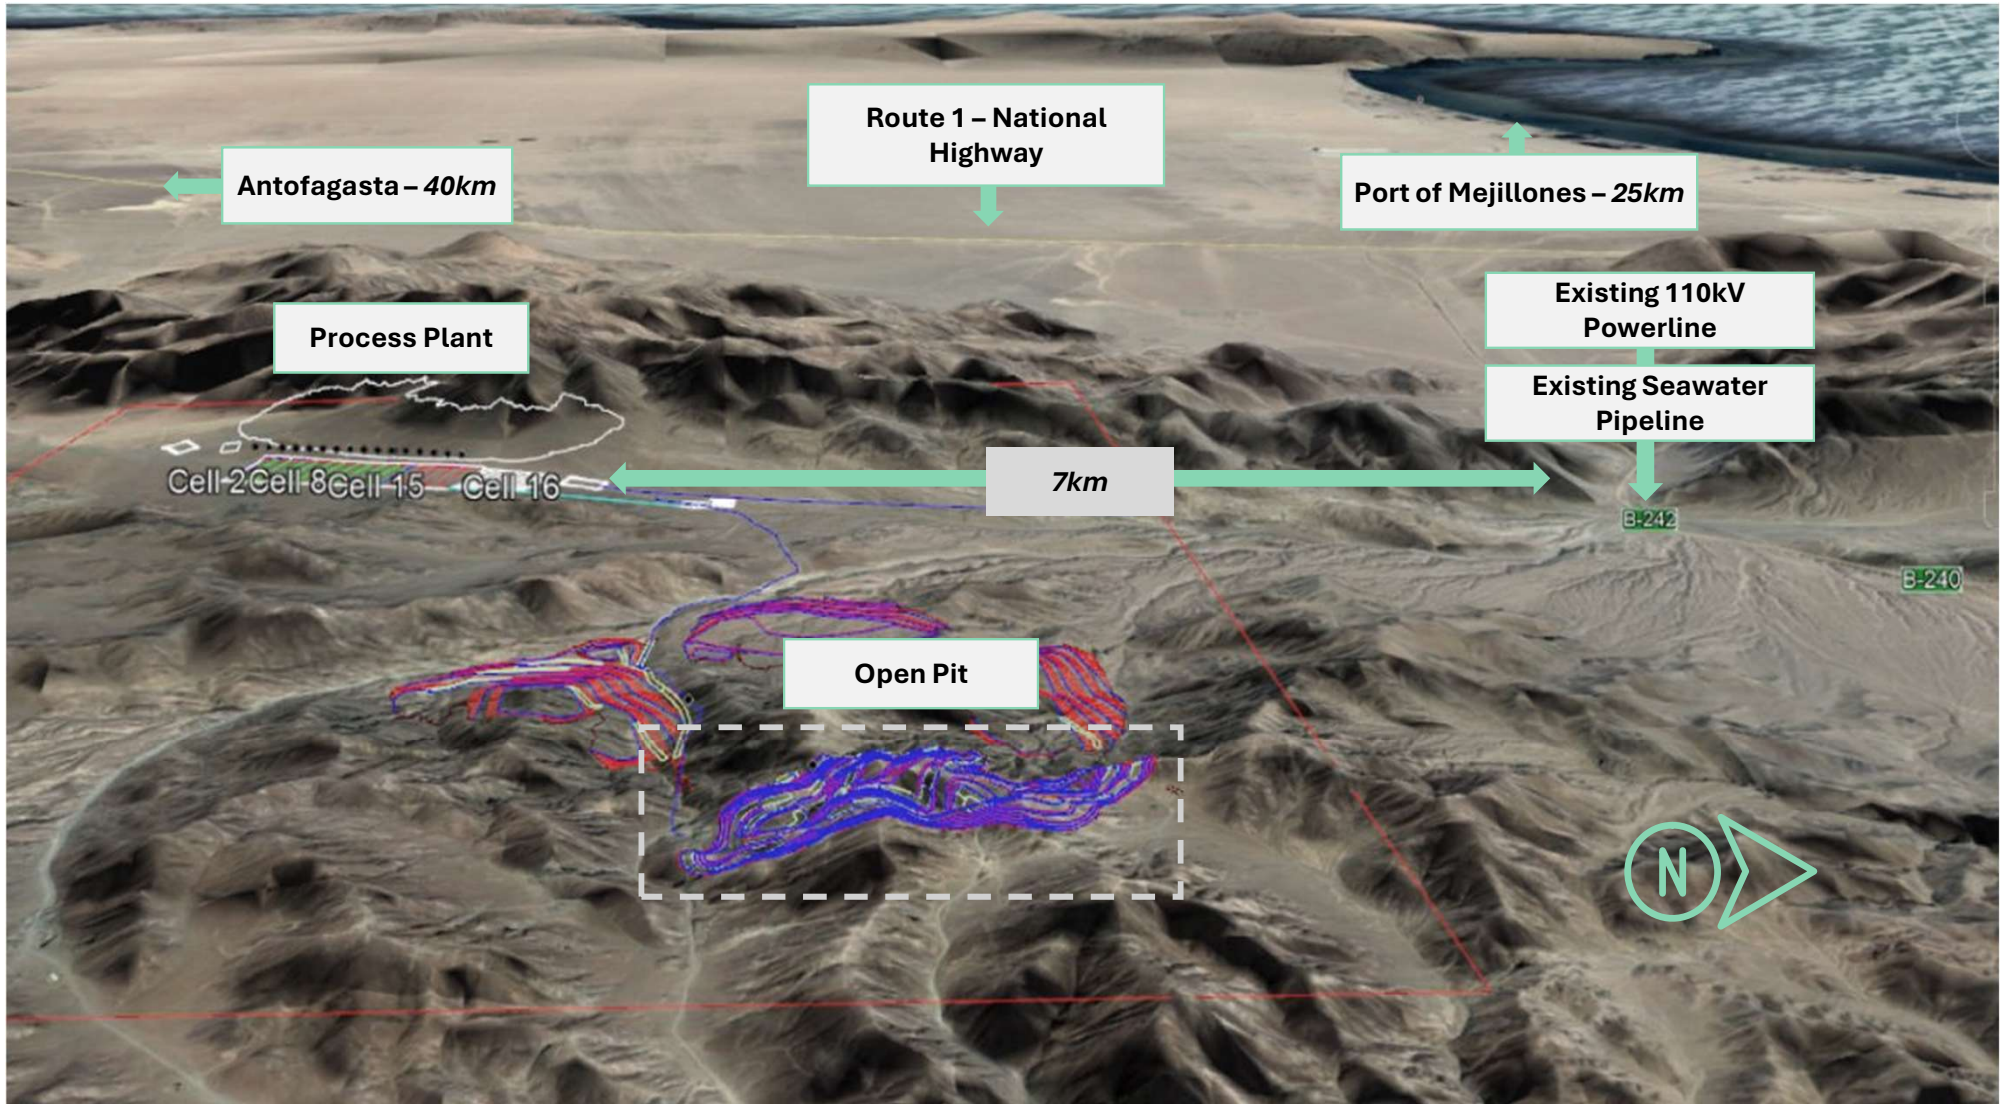 Route 1 – National
Highway
Antofagasta – 40km
Port of Mejillones – 25km
Existing 110kV
Powerline
Process Plant
Existing Seawater
Pipeline
7km
Cell 2 Cell 8 Cell 15 Cell 16
B-242
B-240
Open Pit
N